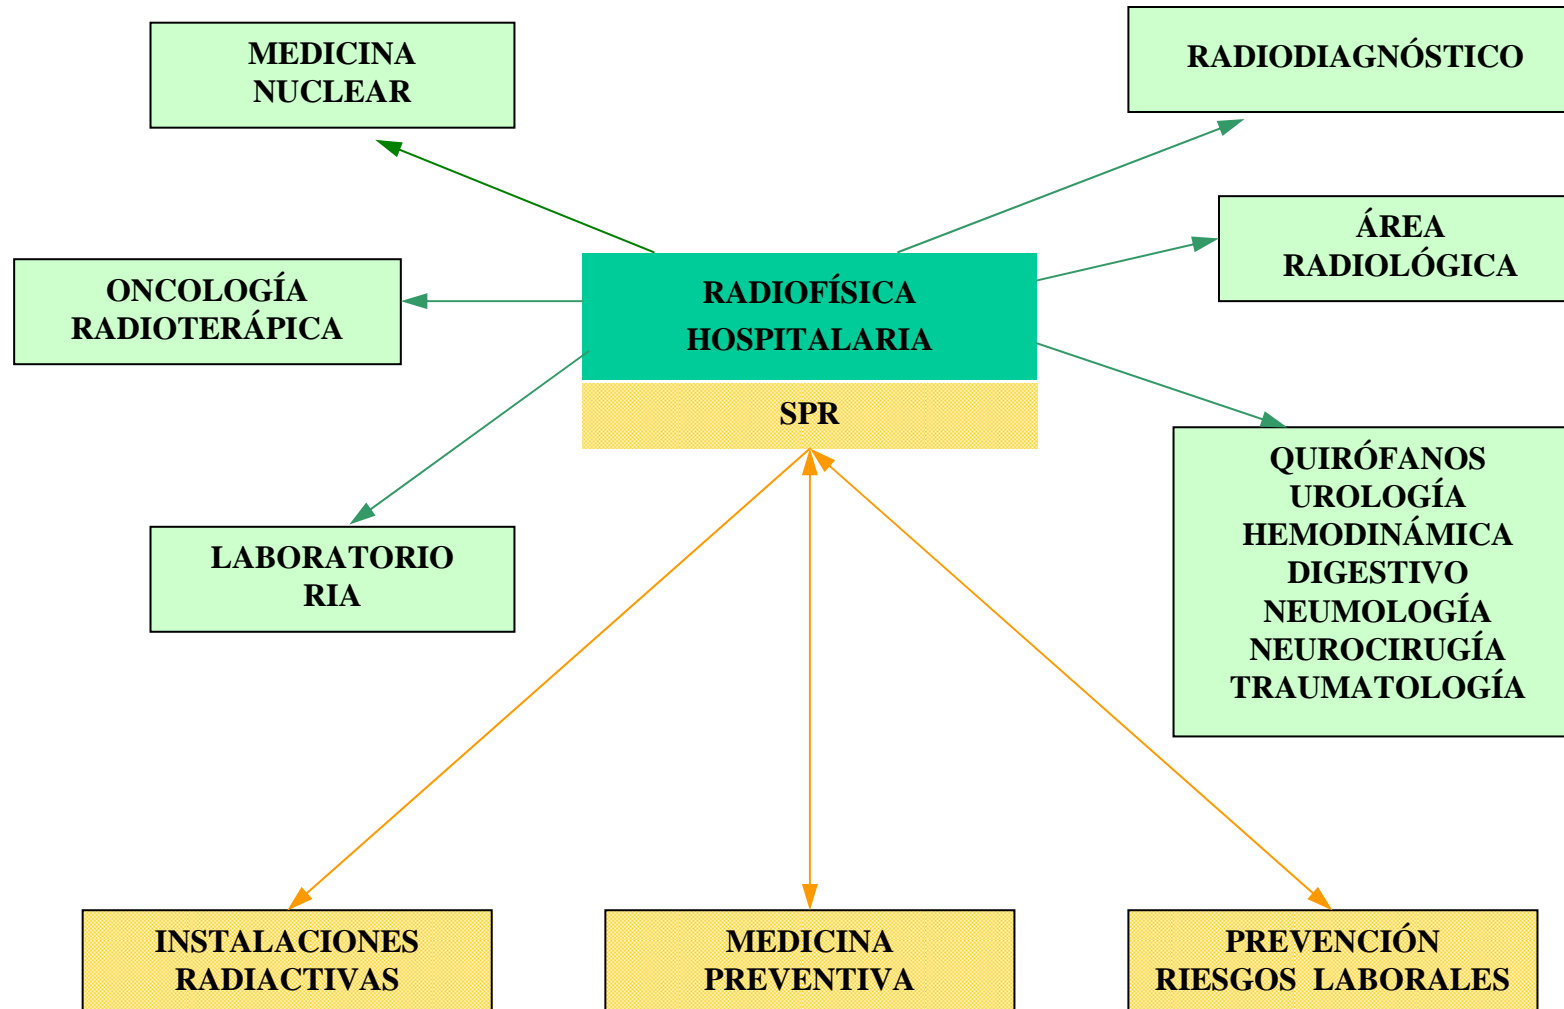 MEDICINA
NUCLEAR
RADIODIAGNÓSTICO
ÁREA
RADIOLÓGICA
ONCOLOGÍA
RADIOTERÁPICA
RADIOFÍSICA
HOSPITALARIA
SPR
QUIRÓFANOS
UROLOGÍA
HEMODINÁMICA
DIGESTIVO
NEUMOLOGÍA
NEUROCIRUGÍA
TRAUMATOLOGÍA
LABORATORIO
RIA
INSTALACIONES
RADIACTIVAS
MEDICINA
PREVENTIVA
PREVENCIÓN
RIESGOS LABORALES